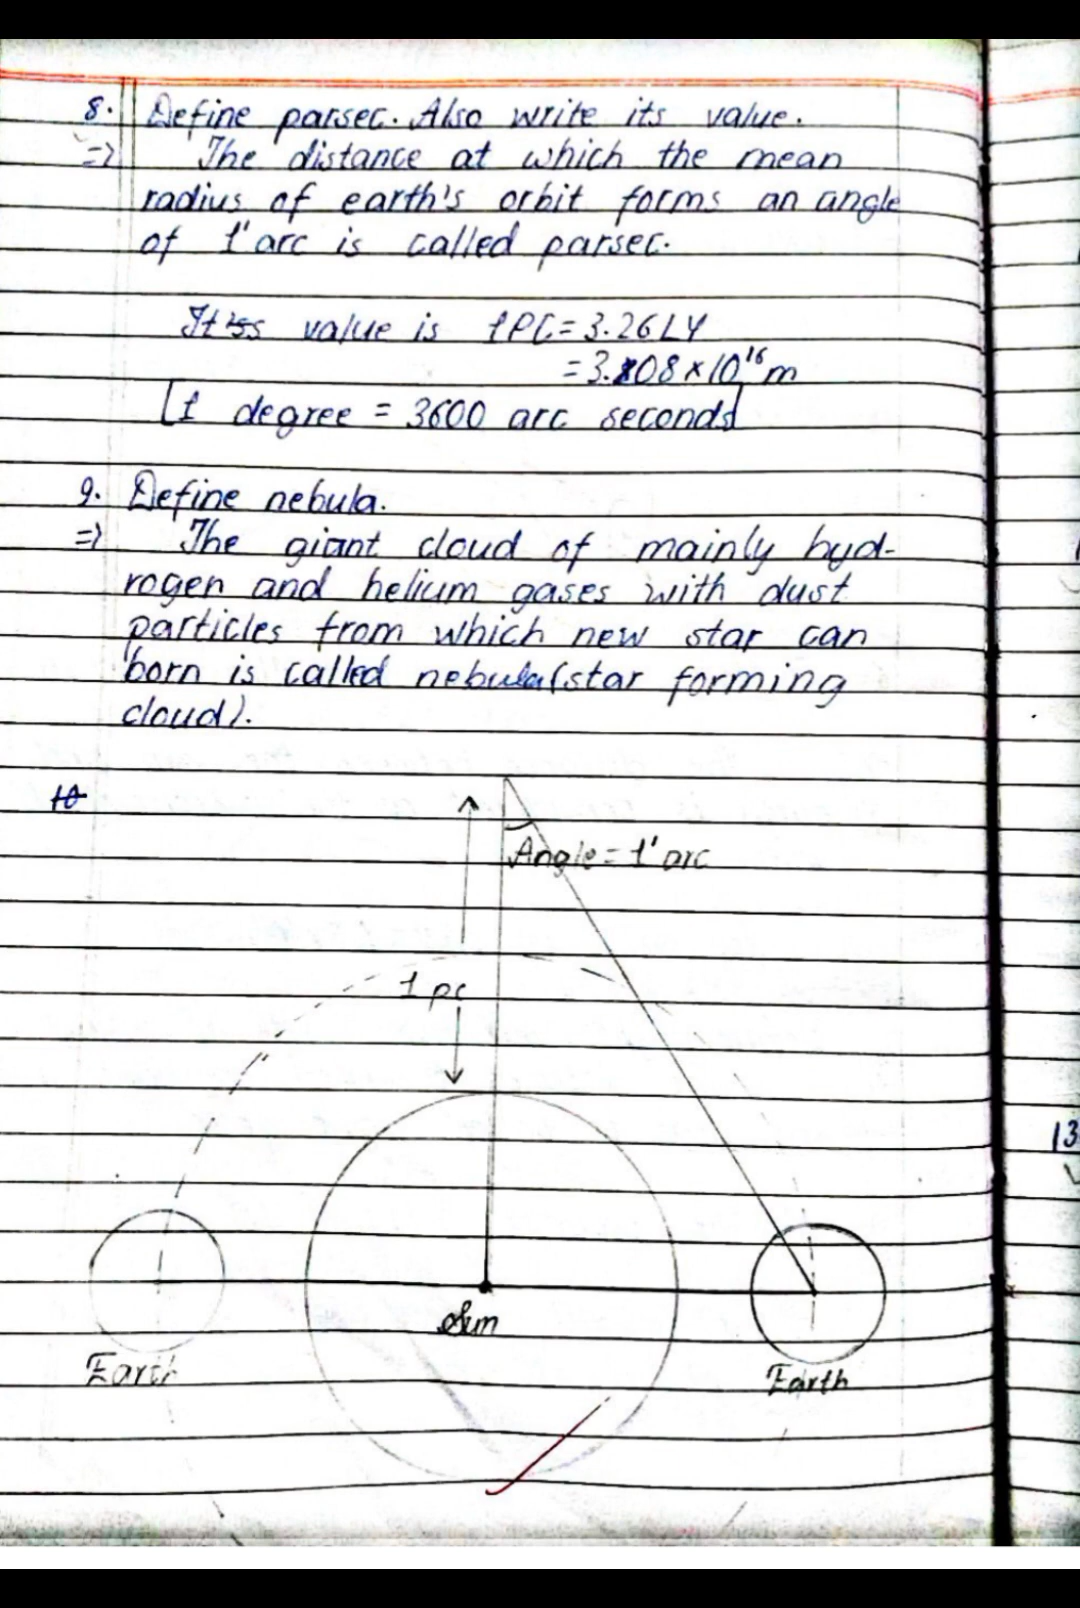 8. Define parsec. Also write its value.
=> The distance at which the mean
radius of earth's orbit forms an angle
of 1" arc is called parsec.
It's value is 1PC = 3.26 LY
= 3.08 × 10¹⁶ m
[1 degree = 3600 arc seconds]
9. Define nebula.
=> The giant cloud of mainly hyd-
rogen and helium gases with dust
particles from which new star can
born is called nebula (star forming
cloud).
10
Angle = 1' arc
1 pc
13
Sun
Earth
Earth